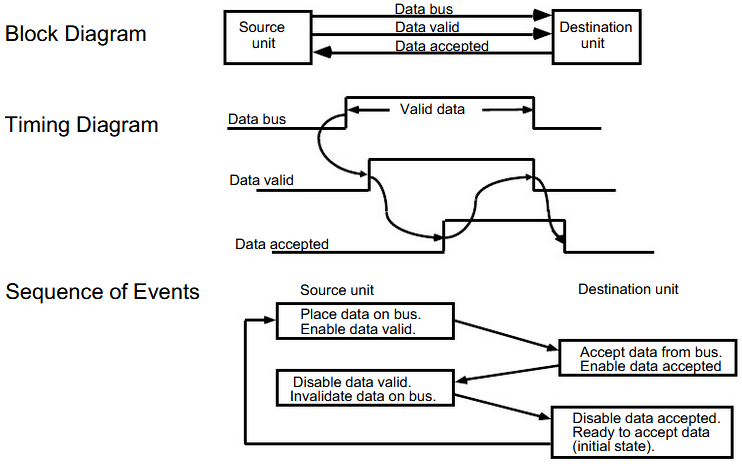 Block Diagram
Source
unit
Data bus
Data valid
Data accepted
Destination
unit
Timing Diagram
Data bus
Valid data
Data valid
Data accepted
Sequence of Events
Source unit
Destination unit
Place data on bus.
Enable data valid.
Accept data from bus.
Enable data accepted
Disable data valid.
Invalidate data on bus.
Disable data accepted.
Ready to accept data
(initial state).